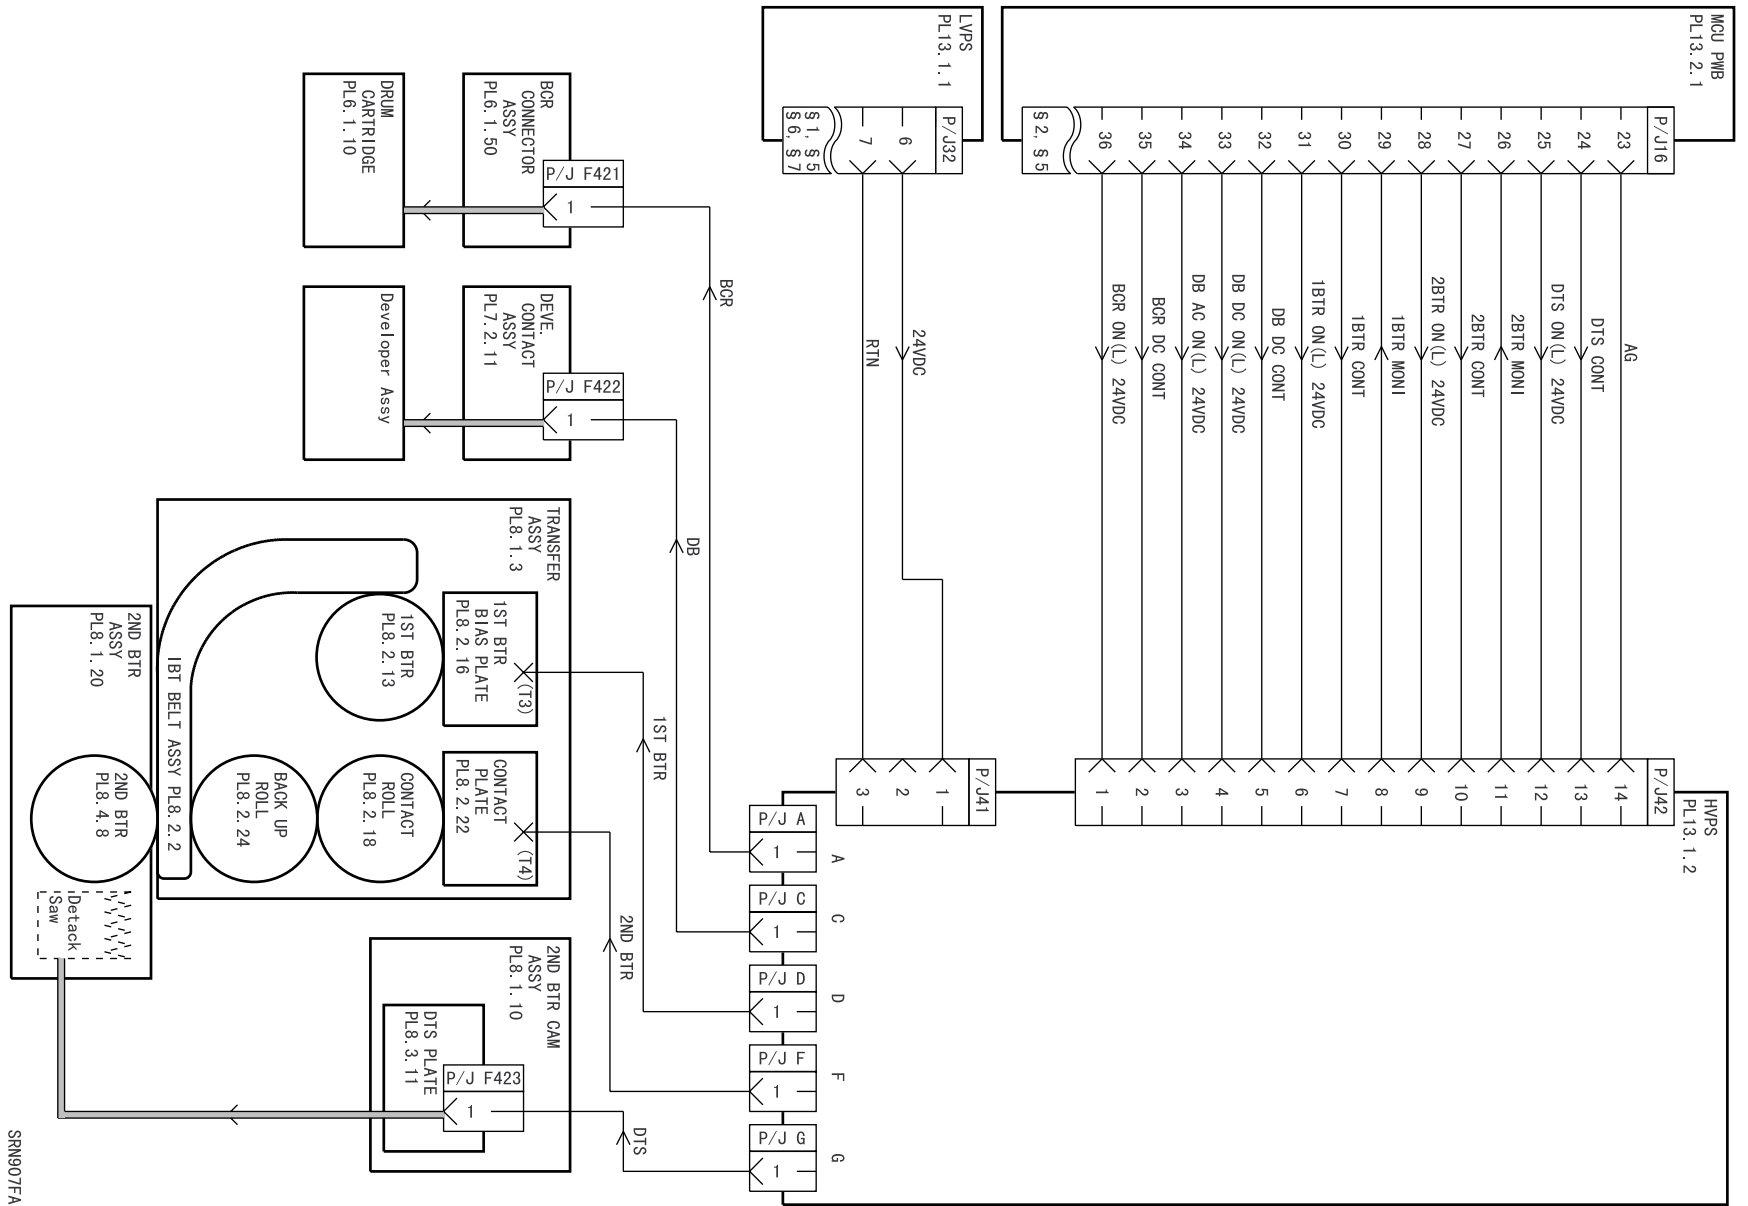 MCU PWB
PL13.2.1
P/J16
23
24
25
26
27
28
29
30
31
32
33
34
35
36
§2, §5
AG
DTS CONT
DTS ON(L) 24VDC
2BTR MONI
2BTR CONT
2BTR ON(L) 24VDC
1BTR MONI
1BTR CONT
1BTR ON(L) 24VDC
DB DC CONT
DB DC ON(L) 24VDC
DB AC ON(L) 24VDC
BCR DC CONT
BCR ON(L) 24VDC
P/J42
14
13
12
11
10
9
8
7
6
5
4
3
2
1
HVPS
PL13.1.2
LVPS
PL13.1.1
P/J32
6
7
§1, §5
§6, §7
24VDC
RTN
P/J41
1
2
3
P/J A
1
A
P/J C
1
C
P/J D
1
D
P/J F
1
F
P/J G
1
G
BCR
DB
1ST BTR
2ND BTR
DTS
BCR
CONNECTOR
ASSY
PL6.1.50
P/J F421
1
DRUM
CARTRIDGE
PL6.1.10
DEVE.
CONTACT
ASSY
PL7.2.11
P/J F422
1
Developer Assy
TRANSFER
ASSY
PL8.1.3
1ST BTR
BIAS PLATE
PL8.2.16
(T3)
1ST BTR
PL8.2.13
CONTACT
PLATE
PL8.2.22
(T4)
CONTACT
ROLL
PL8.2.18
BACK UP
ROLL
PL8.2.24
IBT BELT ASSY PL8.2.2
2ND BTR
ASSY
PL8.1.20
2ND BTR
PL8.4.8
Detack
Saw
2ND BTR CAM
ASSY
PL8.1.10
DTS PLATE
PL8.3.11
P/J F423
1
SRN907FA